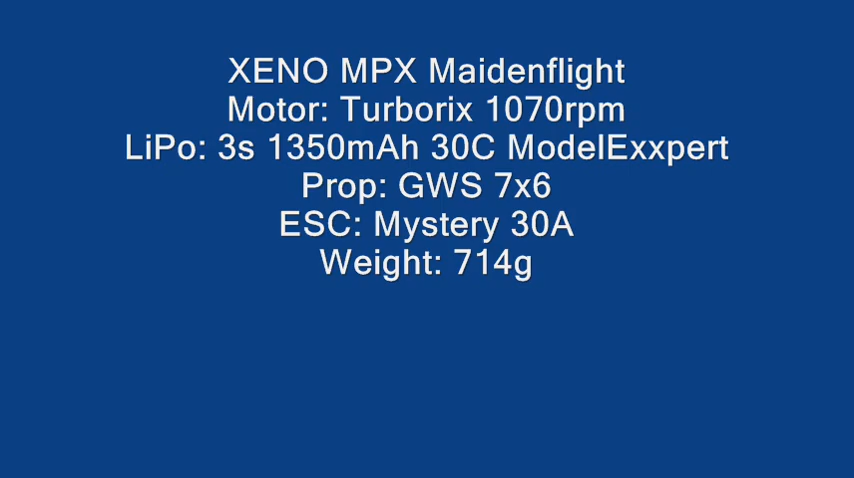 XENO MPX Maidenflight
Motor: Turborix 1070rpm
LiPo: 3s 1350mAh 30C ModelExxpert
Prop: GWS 7x6
ESC: Mystery 30A
Weight: 714g